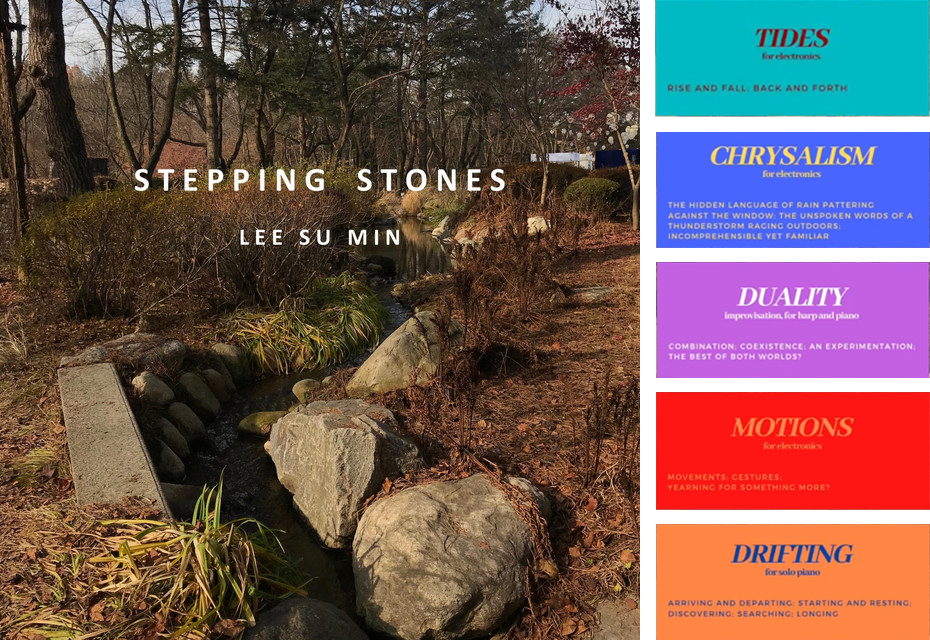 STEPPING STONES
LEE SU MIN
TIDES
for electronics
RISE AND FALL; BACK AND FORTH
CHRYSALISM
for electronics
THE HIDDEN LANGUAGE OF RAIN PATTERING
AGAINST THE WINDOW; THE UNSPOKEN WORDS OF A
THUNDERSTORM RAGING OUTDOORS;
INCOMPREHENSIBLE YET FAMILIAR
DUALITY
improvisation, for harp and piano
COMBINATION; COEXISTENCE; AN EXPERIMENTATION;
THE BEST OF BOTH WORLDS?
MOTIONS
for electronics
MOVEMENTS; GESTURES;
YEARNING FOR SOMETHING MORE?
DRIFTING
for solo piano
ARRIVING AND DEPARTING; STARTING AND RESTING;
DISCOVERING; SEARCHING; LONGING